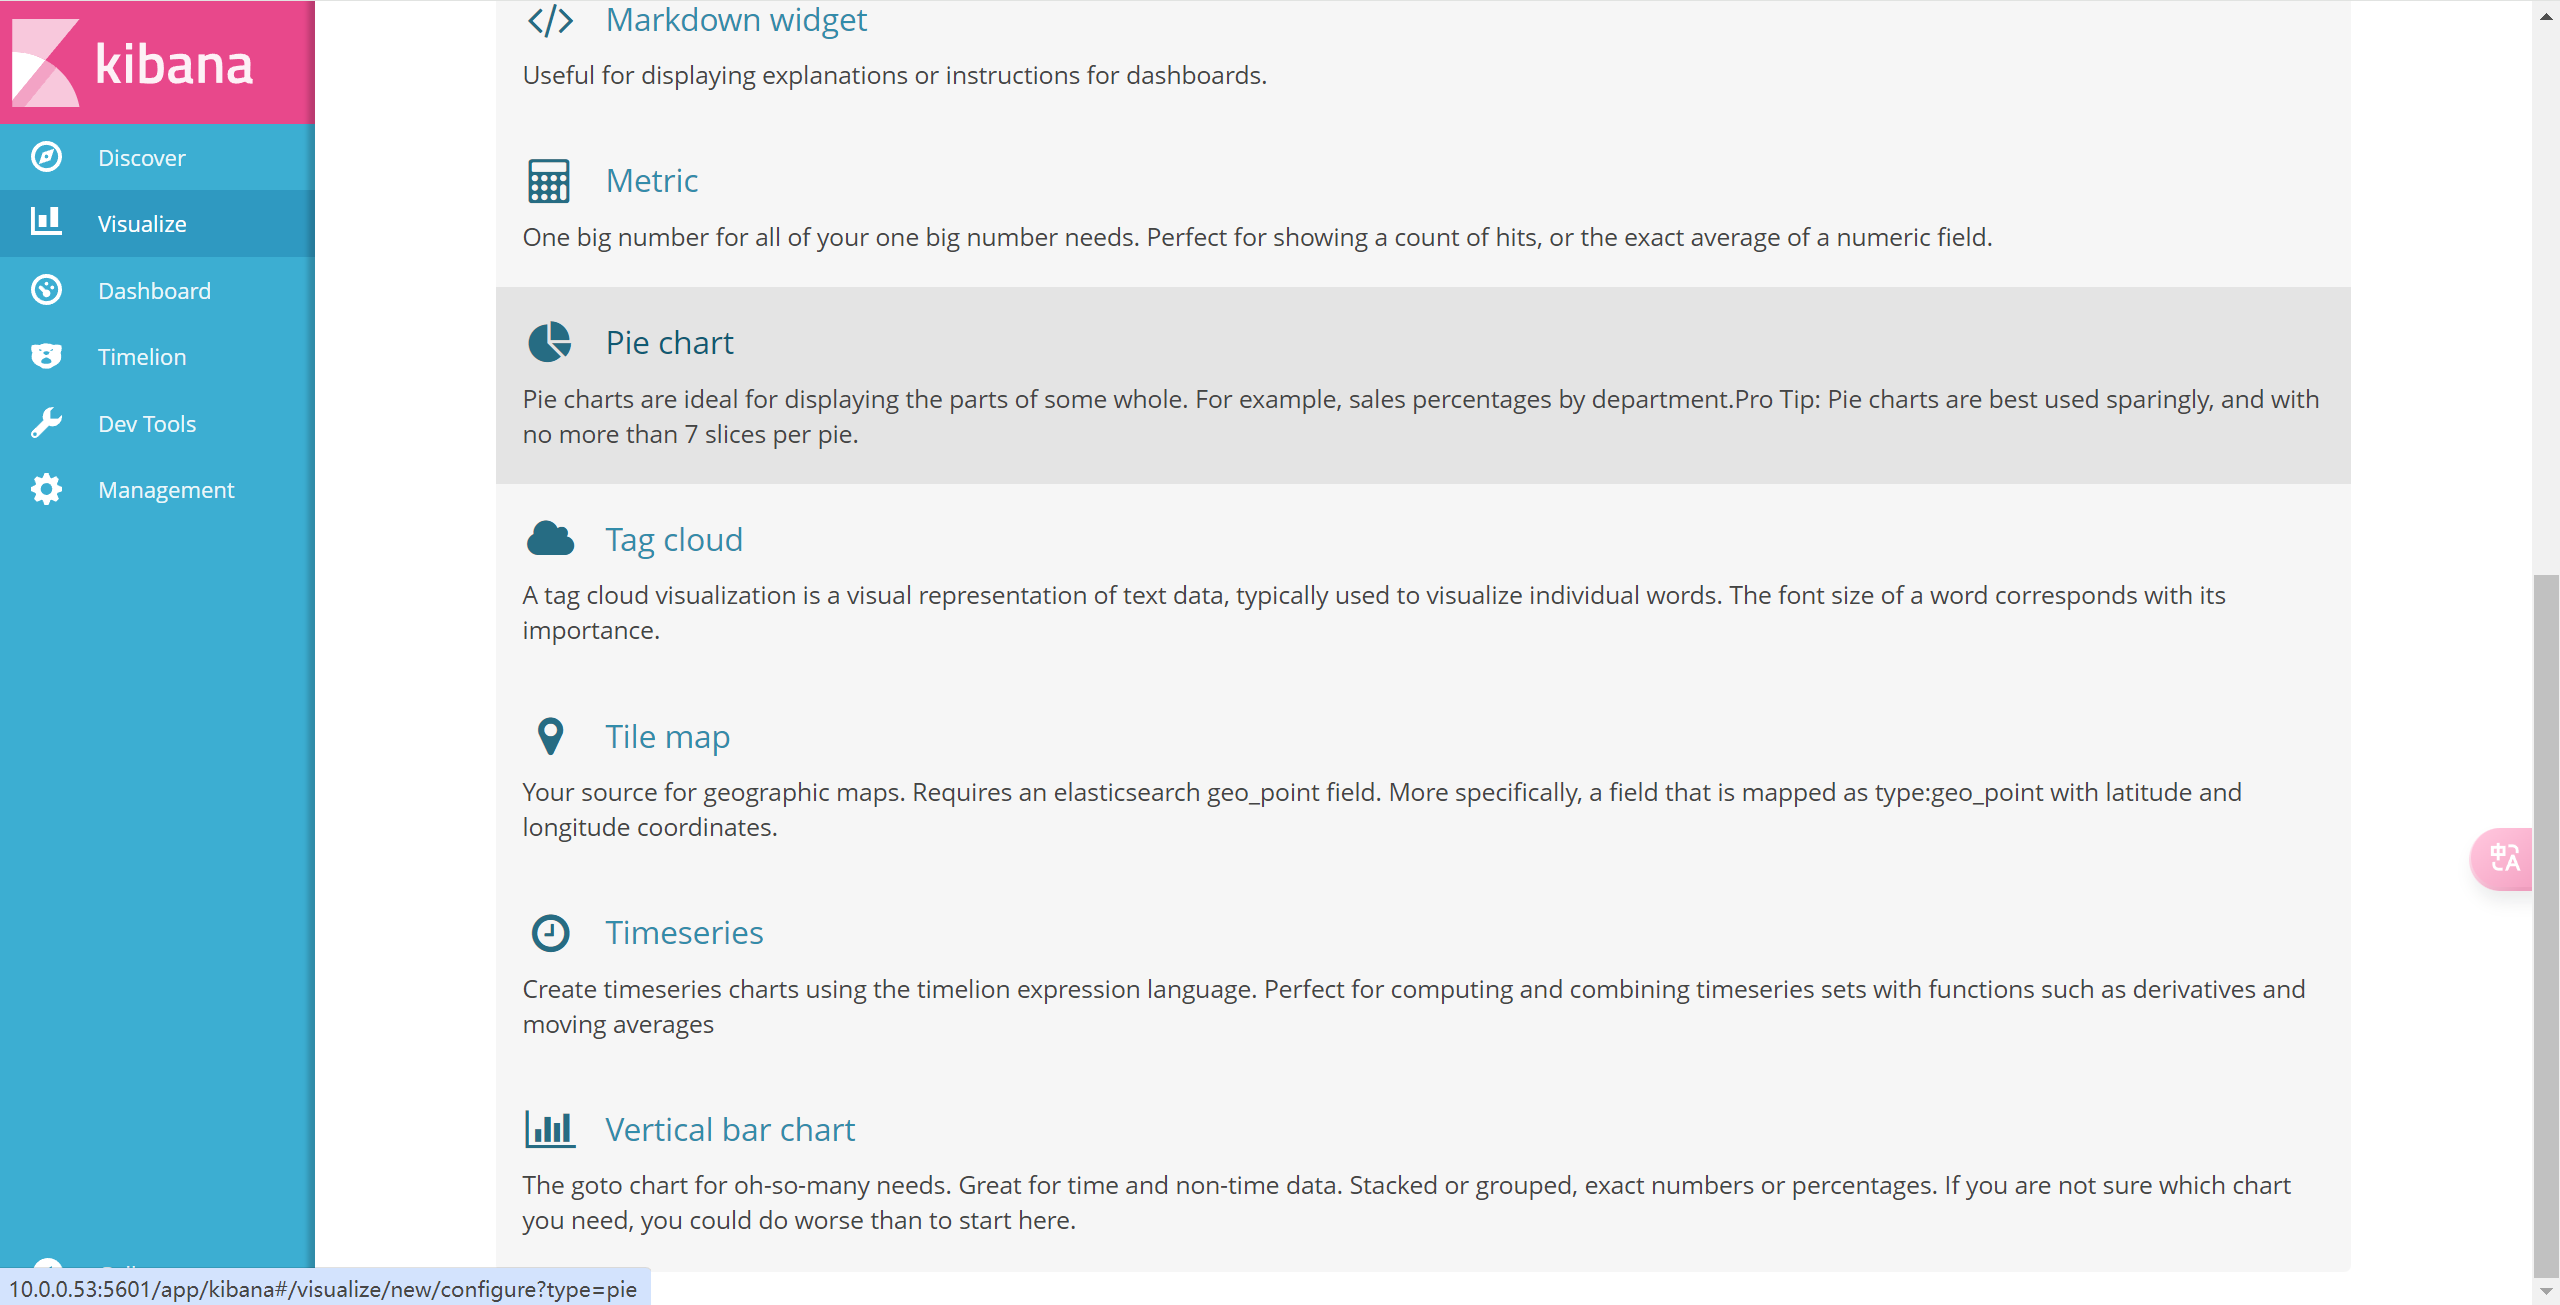 kibana
Discover
Visualize
Dashboard
Timelion
Dev Tools
Management
Markdown widget
Useful for displaying explanations or instructions for dashboards.
Metric
One big number for all of your one big number needs. Perfect for showing a count of hits, or the exact average of a numeric field.
Pie chart
Pie charts are ideal for displaying the parts of some whole. For example, sales percentages by department.Pro Tip: Pie charts are best used sparingly, and with
no more than 7 slices per pie.
Tag cloud
A tag cloud visualization is a visual representation of text data, typically used to visualize individual words. The font size of a word corresponds with its
importance.
Tile map
Your source for geographic maps. Requires an elasticsearch geo_point field. More specifically, a field that is mapped as type:geo_point with latitude and
longitude coordinates.
Timeseries
Create timeseries charts using the timelion expression language. Perfect for computing and combining timeseries sets with functions such as derivatives and
moving averages
Vertical bar chart
The goto chart for oh-so-many needs. Great for time and non-time data. Stacked or grouped, exact numbers or percentages. If you are not sure which chart
you need, you could do worse than to start here.
中A
10.0.0.53:5601/app/kibana#/visualize/new/configure?type=pie